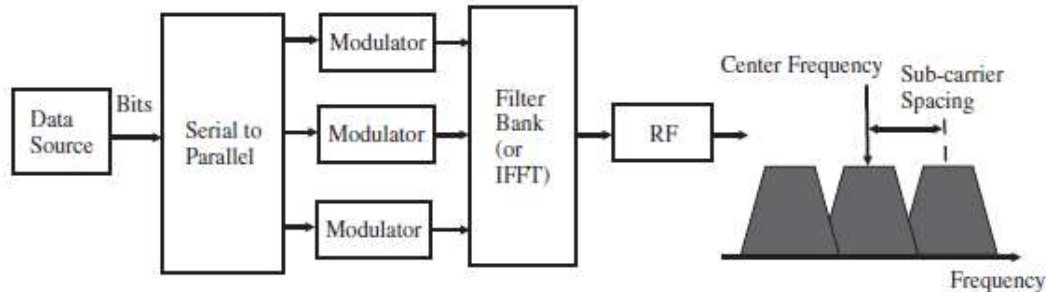 Data
Source
Bits
Serial to
Parallel
Modulator
Modulator
Modulator
Filter
Bank
(or
IFFT)
RF
Center Frequency
Sub-carrier
Spacing
Frequency